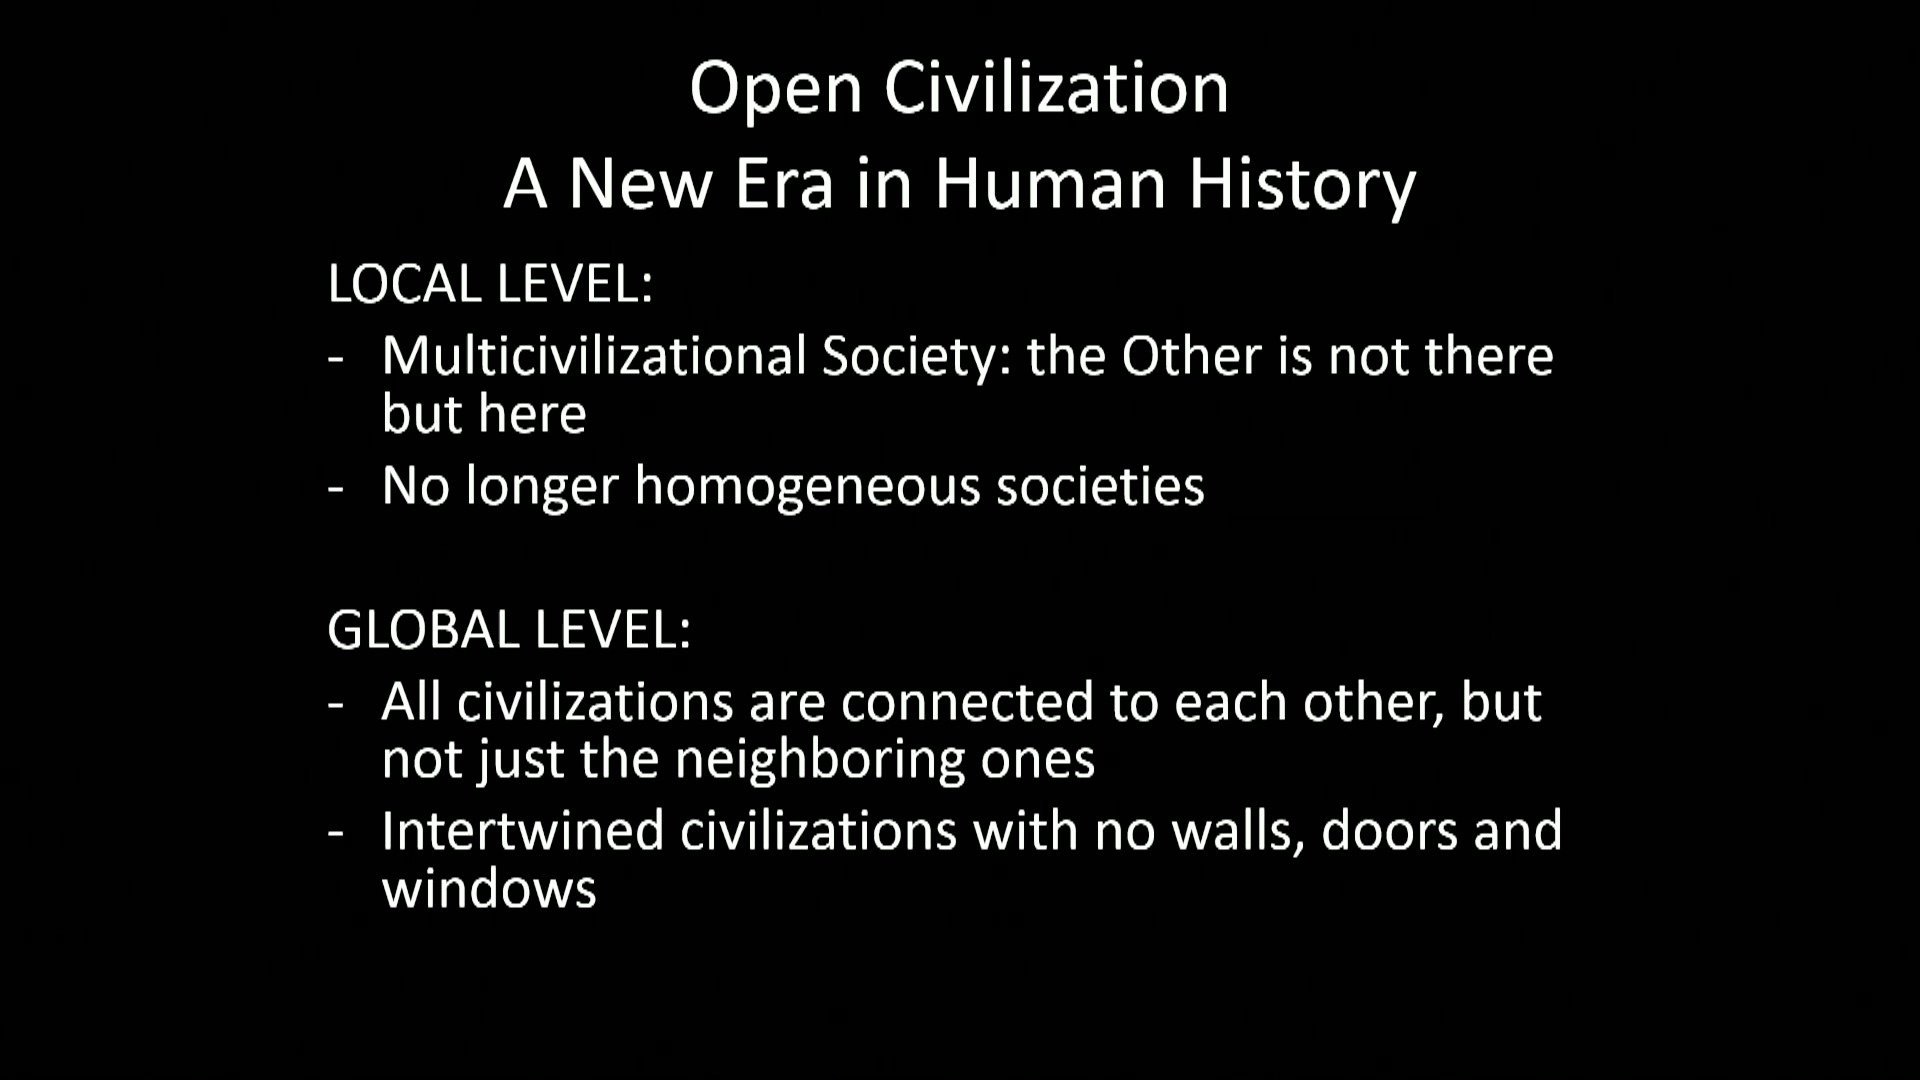 Open Civilization
A New Era in Human History
LOCAL LEVEL:
- Multicivilizational Society: the Other is not there
but here
- No longer homogeneous societies
GLOBAL LEVEL:
- All civilizations are connected to each other, but
not just the neighboring ones
- Intertwined civilizations with no walls, doors and
windows